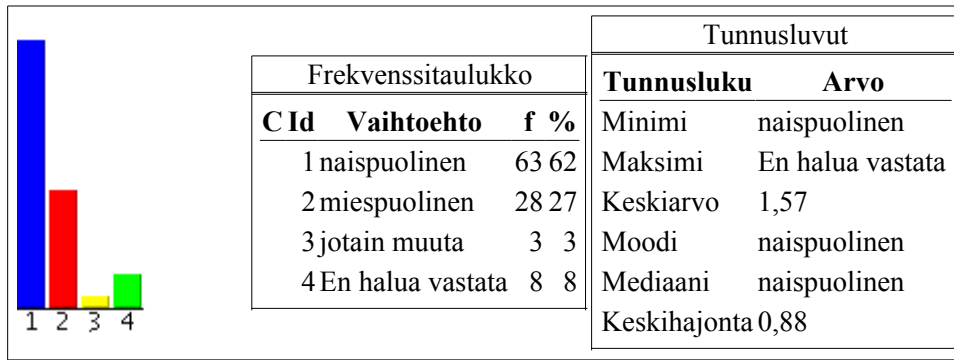 1 2 3 4
Frekvenssitaulukko
C Id Vaihtoehto f %
1 naispuolinen 63 62
2 miespuolinen 28 27
3 jotain muuta 3 3
4 En halua vastata 8 8
Tunnusluvut
Tunnusluku Arvo
Minimi naispuolinen
Maksimi En halua vastata
Keskiarvo 1,57
Moodi naispuolinen
Mediaani naispuolinen
Keskihajonta 0,88